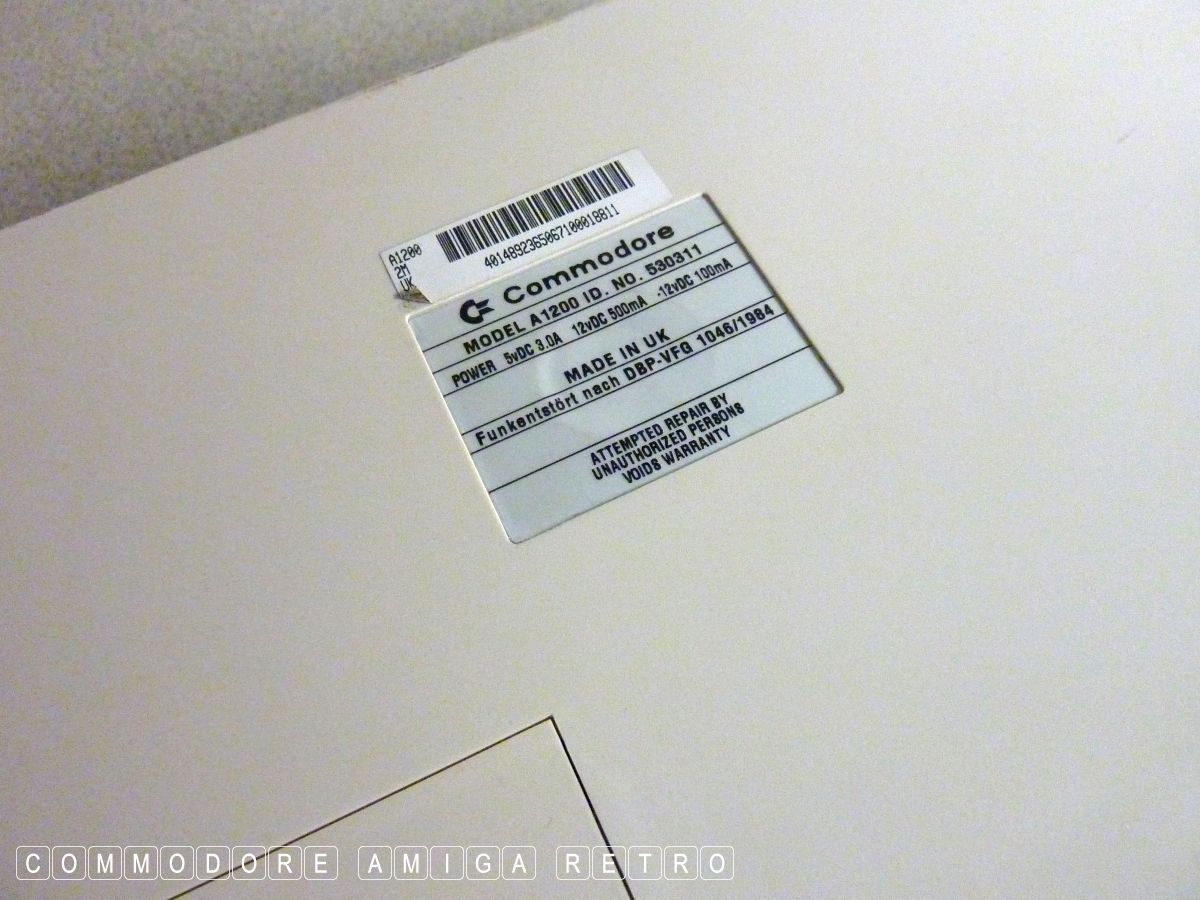 A1200
2M
UK
4014892365067100018811
Commodore
MODEL A1200 ID. NO. 530311
POWER 5vDC 3.0A 12vDC 500mA -12vDC 100mA
MADE IN UK
Funkentstört nach DBP-VFG 1046/1984
ATTEMPTED REPAIR BY
UNAUTHORIZED PERSONS
VOIDS WARRANTY
COMMODORE AMIGA RETRO